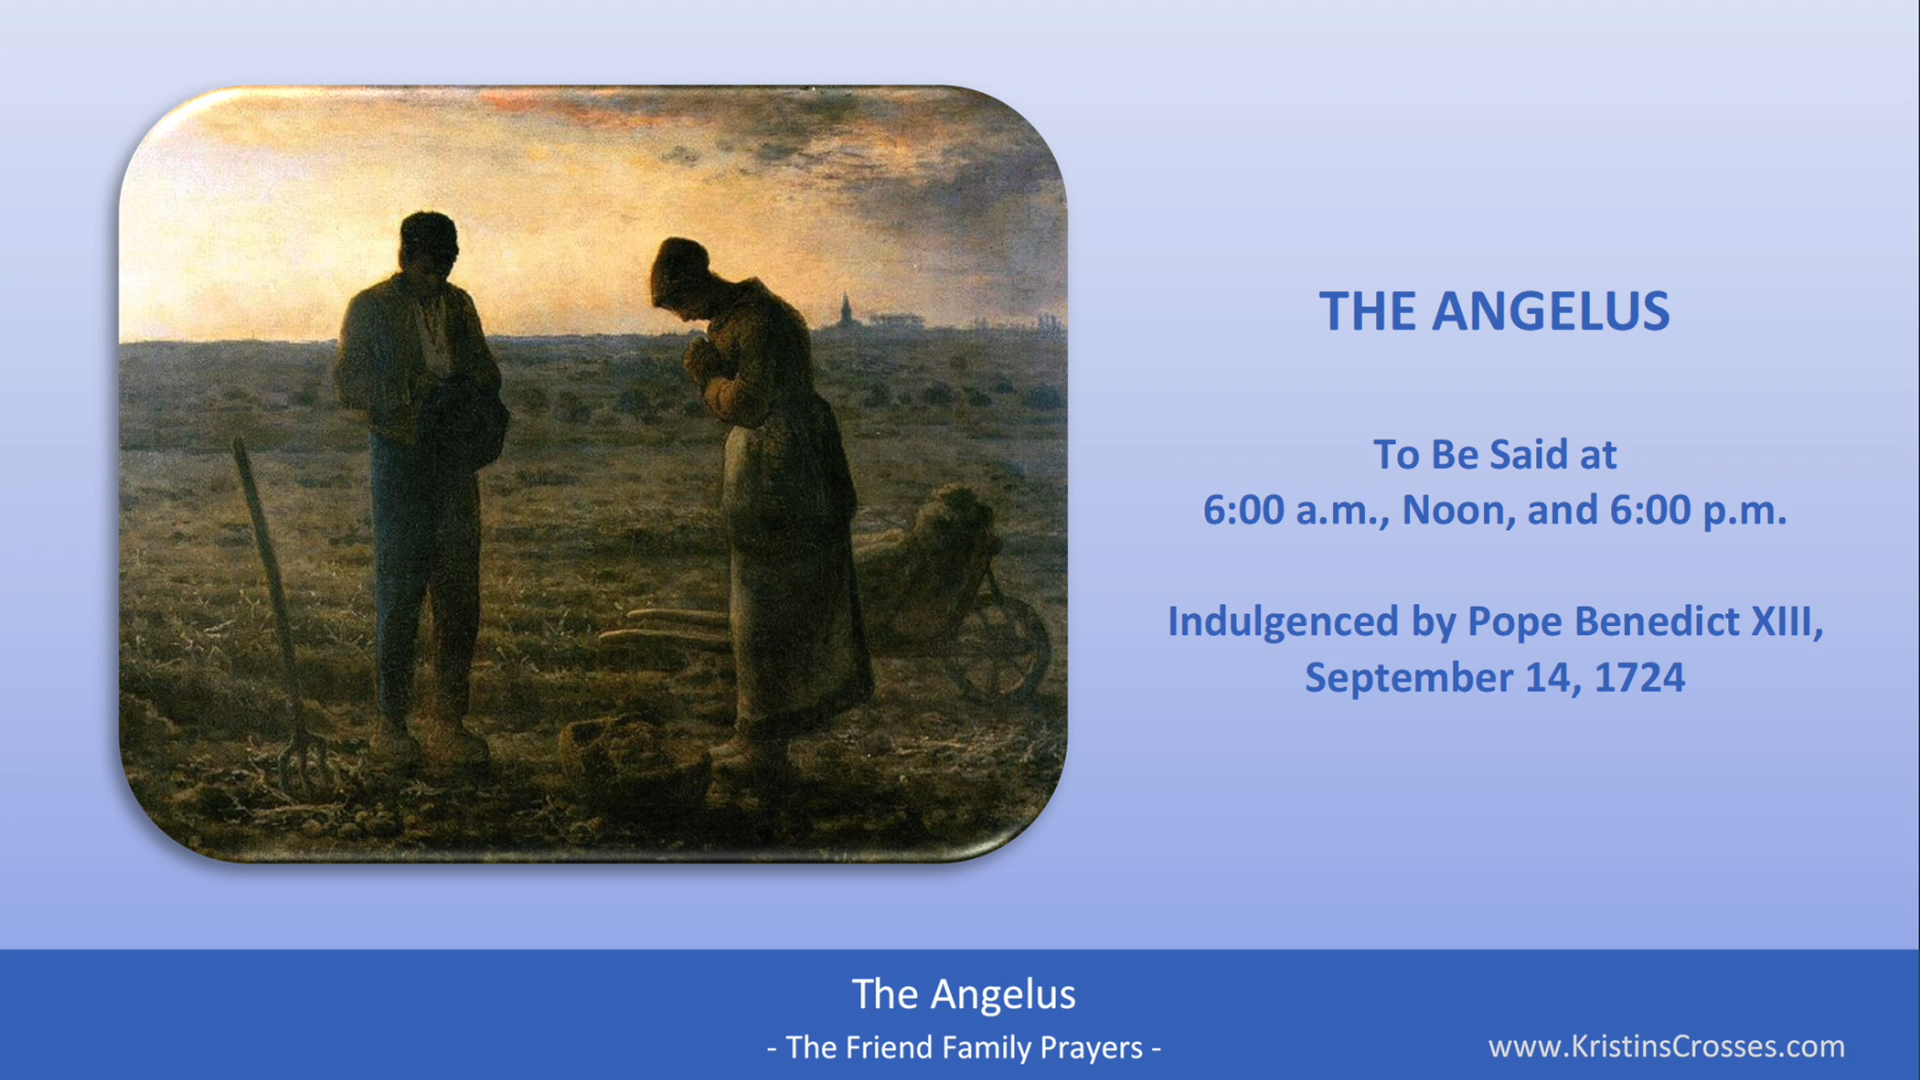 THE ANGELUS
To Be Said at
6:00 a.m., Noon, and 6:00 p.m.
Indulgenced by Pope Benedict XIII,
September 14, 1724
The Angelus
- The Friend Family Prayers -
www.KristinsCrosses.com